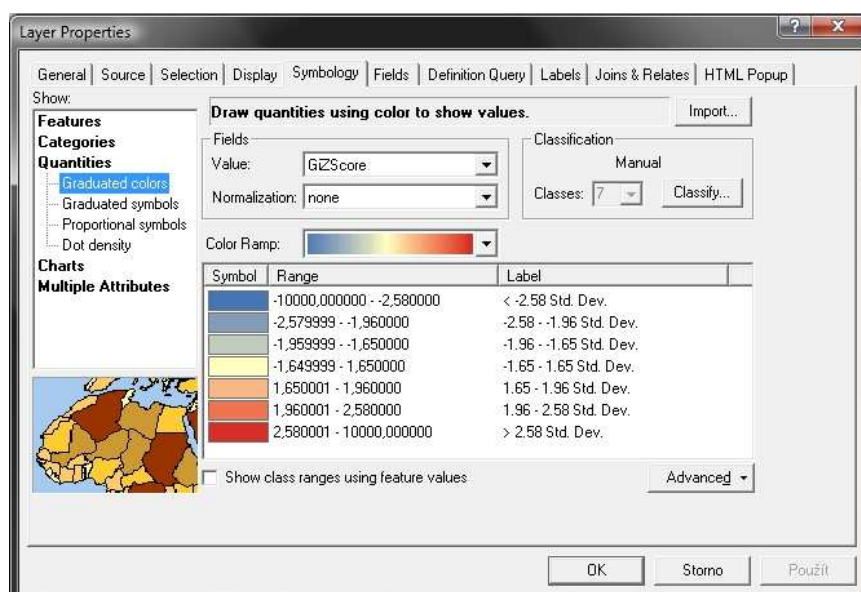 Layer Properties
General Source Selection Display Symbology Fields Definition Query Labels Joins & Relates HTML Popup
Show:
Features
Categories
Quantities
Graduated colors
Graduated symbols
Proportional symbols
Dot density
Charts
Multiple Attributes
Draw quantities using color to show values.
Import...
Fields
Value: GiZScore
Normalization: none
Classification
Manual
Classes: 7 Classify...
Color Ramp:
Symbol Range Label
-10000,000000 - -2,580000 < -2.58 Std. Dev.
-2,579999 - -1,960000 -2.58 - -1.96 Std. Dev.
-1,959999 - -1,650000 -1.96 - -1.65 Std. Dev.
-1,649999 - 1,650000 -1.65 - 1.65 Std. Dev.
1,650001 - 1,960000 1.65 - 1.96 Std. Dev.
1,960001 - 2,580000 1.96 - 2.58 Std. Dev.
2,580001 - 10000,000000 > 2.58 Std. Dev.
Show class ranges using feature values
Advanced
OK Storno Použít